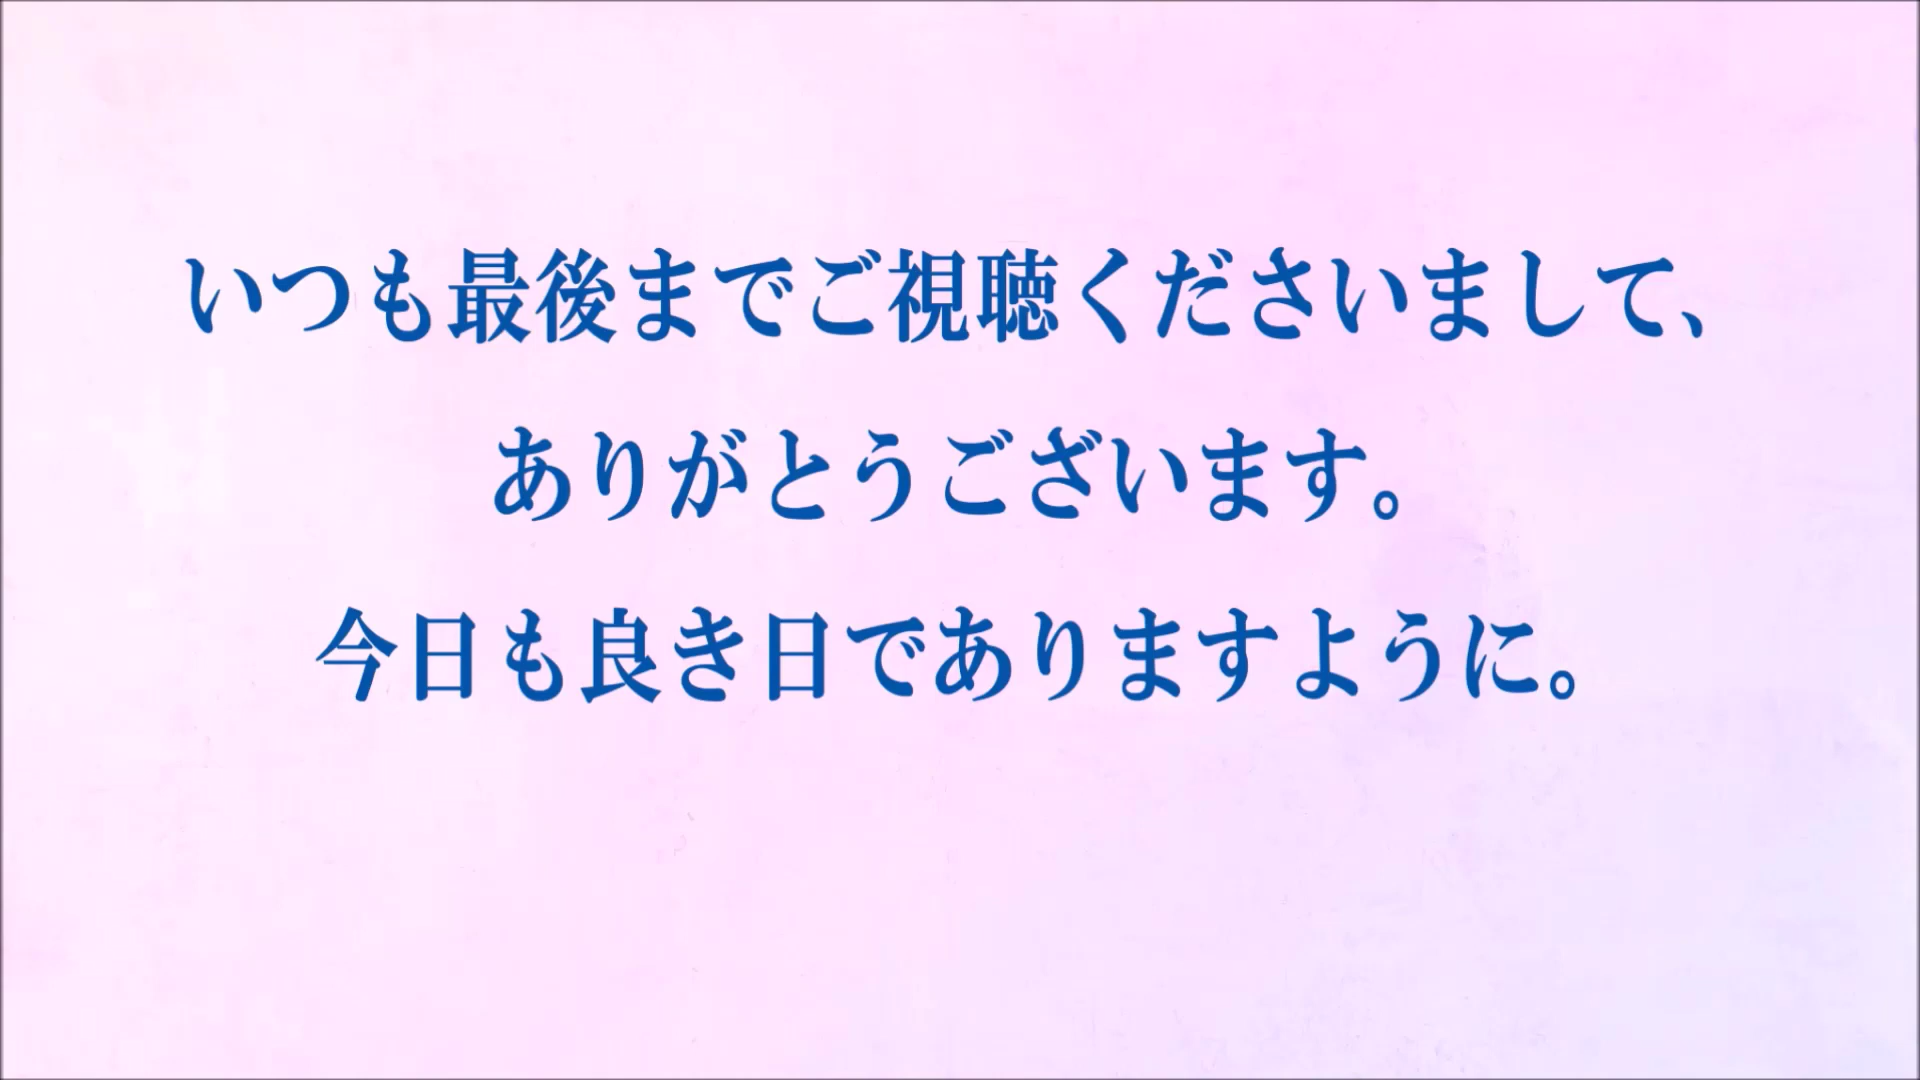 いつも最後までご視聴くださいまして、
ありがとうございます。
今日も良き日でありますように。